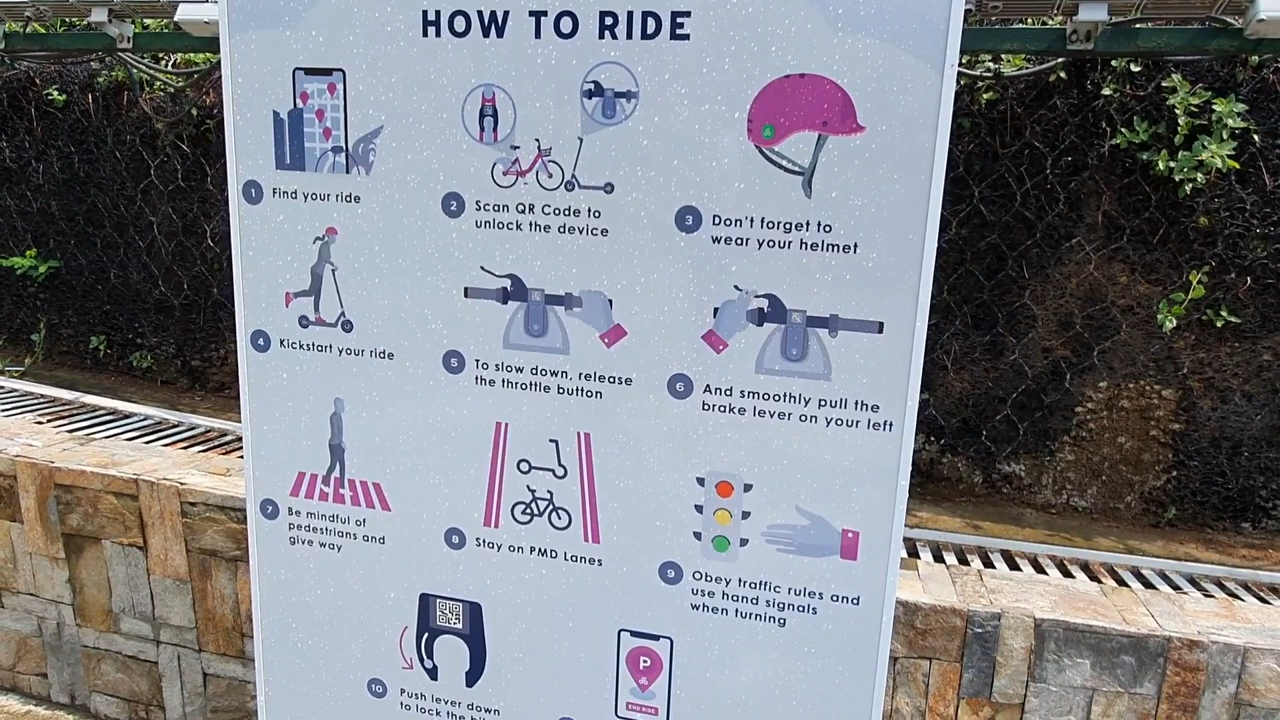 HOW TO RIDE
1 Find your ride
2 Scan QR Code to
unlock the device
3 Don't forget to
wear your helmet
4 Kickstart your ride
5 To slow down, release
the throttle button
6 And smoothly pull the
brake lever on your left
7 Be mindful of
pedestrians and
give way
8 Stay on PMD Lanes
9 Obey traffic rules and
use hand signals
when turning
10 Push lever down
to lock the
P
END RIDE